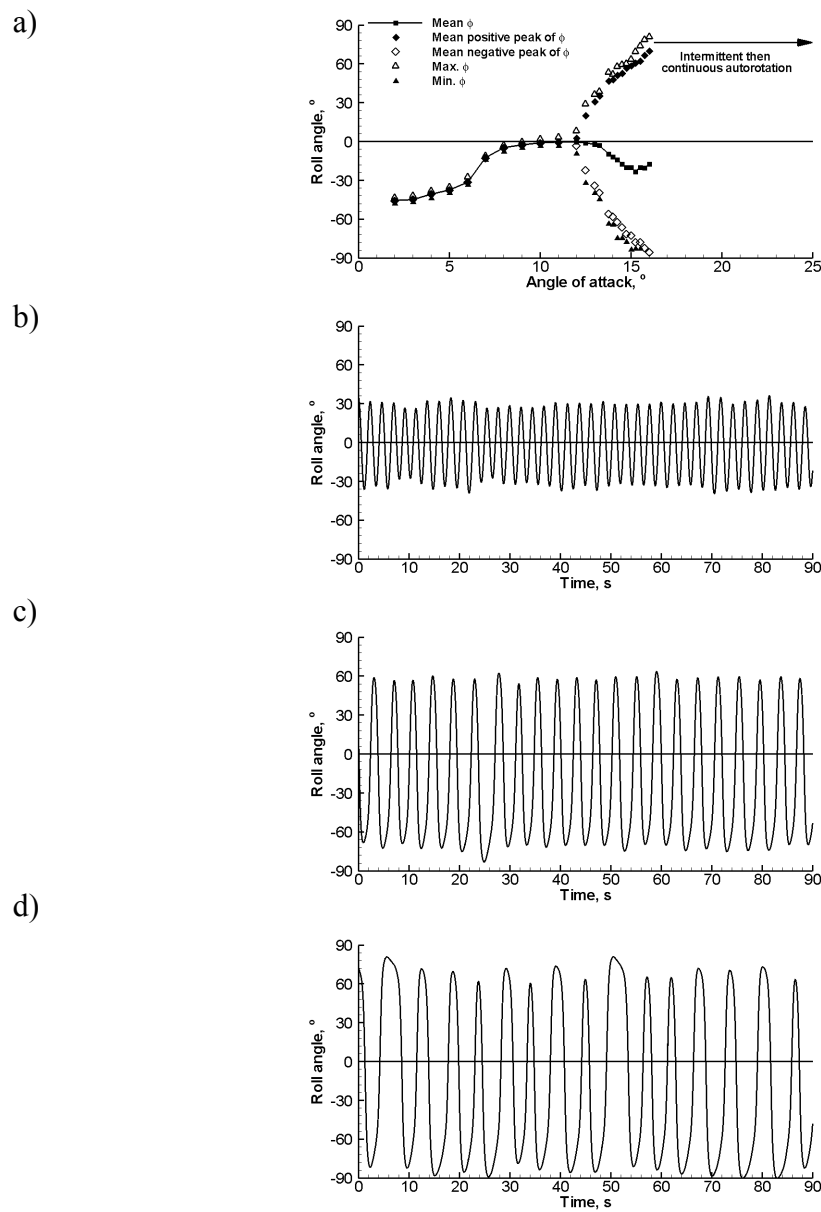 a)
90
60
30
0
-30
-60
-90
Roll angle, °
Mean ϕ
Mean positive peak of ϕ
Mean negative peak of ϕ
Max. ϕ
Min. ϕ
Intermittent then
continuous autorotation
0 5 10 15 20 25
Angle of attack, °
b)
90
60
30
0
-30
-60
-90
Roll angle, °
0 10 20 30 40 50 60 70 80 90
Time, s
c)
90
60
30
0
-30
-60
-90
Roll angle, °
0 10 20 30 40 50 60 70 80 90
Time, s
d)
90
60
30
0
-30
-60
-90
Roll angle, °
0 10 20 30 40 50 60 70 80 90
Time, s